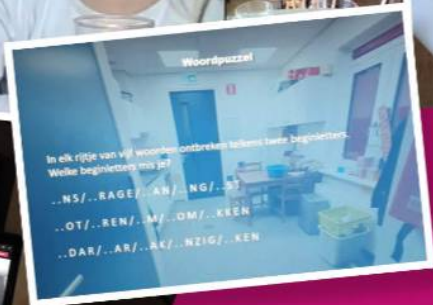 Woordpuzzel
In elk rijtje van vijf woorden ontbreken telkens twee beginletters.
Welke beginletters mis je?
..NS/..RAGE/..AN/..NG/..ST
..OT/..REN/..M/..OM/..KKEN
..DAR/..AR/..AK/..NZIG/..KEN